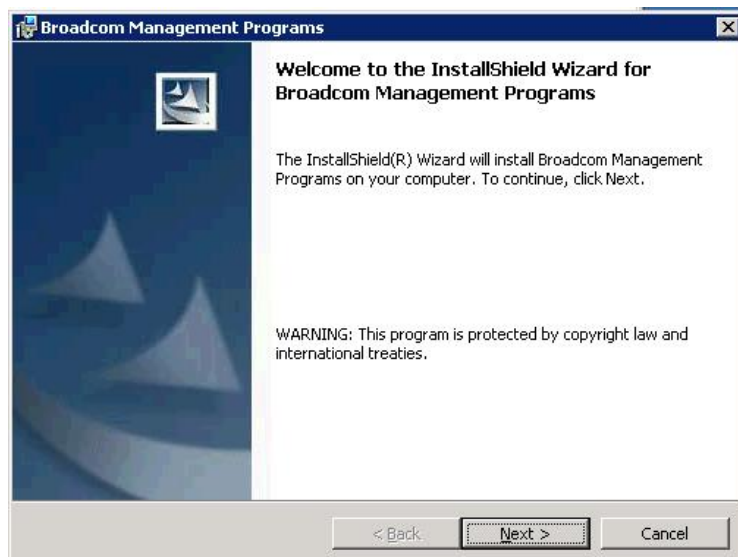 Broadcom Management Programs
Welcome to the InstallShield Wizard for
Broadcom Management Programs
The InstallShield(R) Wizard will install Broadcom Management
Programs on your computer. To continue, click Next.
WARNING: This program is protected by copyright law and
international treaties.
< Back
Next >
Cancel